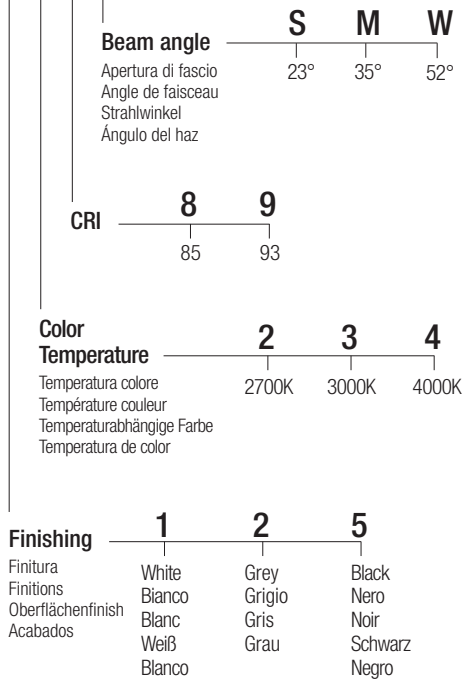 S M W
Beam angle
23° 35° 52°
Apertura di fascio
Angle de faisceau
Strahlwinkel
Ángulo del haz
8 9
CRI
85 93
Color
Temperature
2 3 4
Temperatura colore
Température couleur
Temperaturabhängige Farbe
Temperatura de color
2700K 3000K 4000K
1 2 5
Finishing
Finitura
Finitions
Oberflächenfinish
Acabados
White
Bianco
Blanc
Weiß
Blanco
Grey
Grigio
Gris
Grau
Black
Nero
Noir
Schwarz
Negro